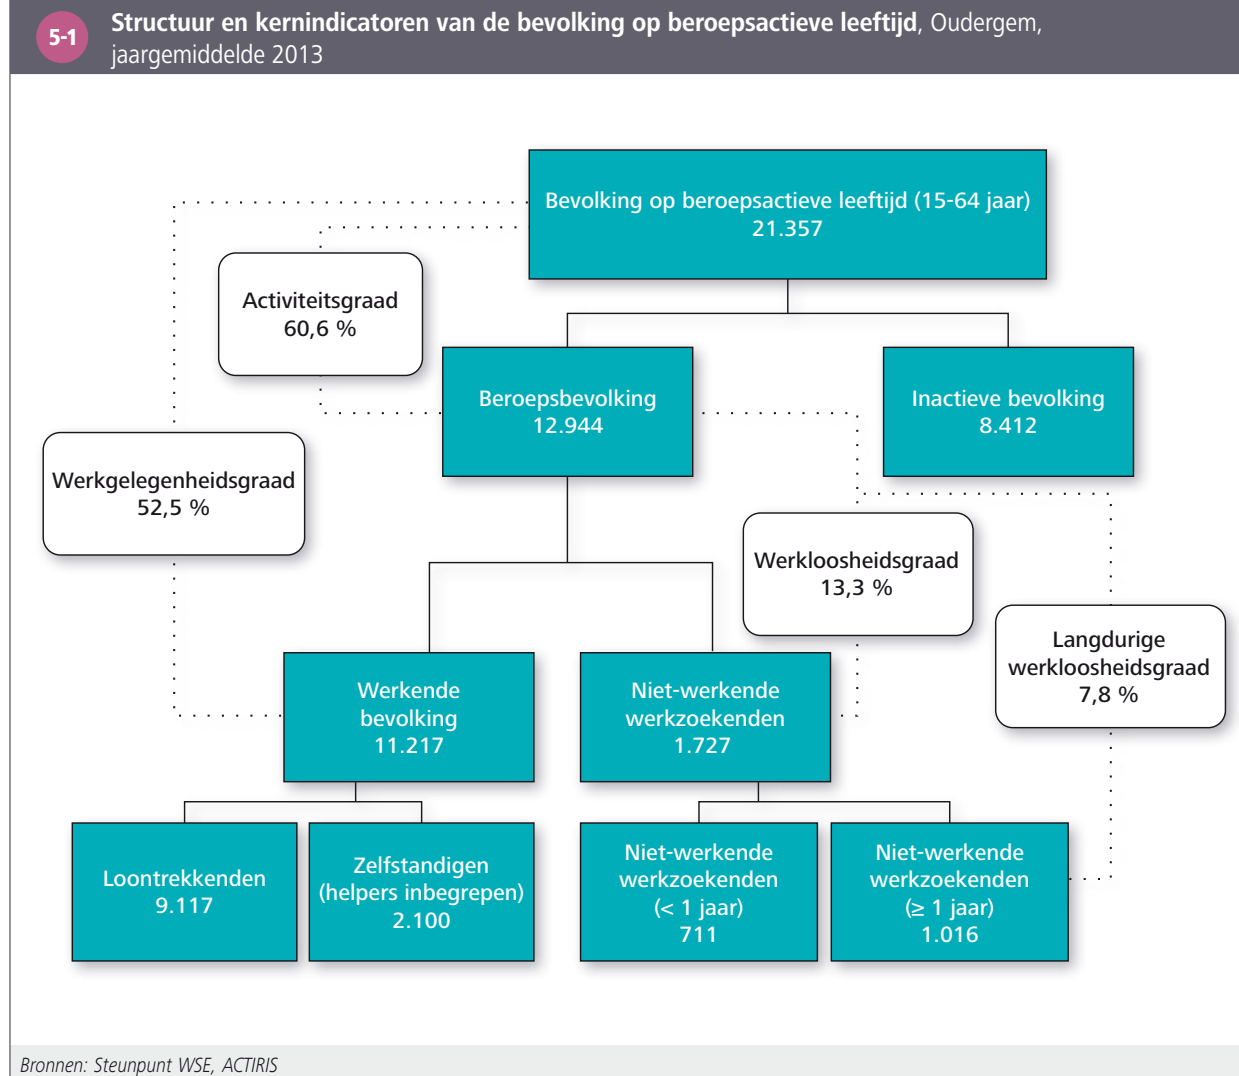 5-1
Structuur en kernindicatoren van de bevolking op beroepsactieve leeftijd, Oudergem,
jaargemiddelde 2013
Bevolking op beroepsactieve leeftijd (15-64 jaar)
21.357
Activiteitsgraad
60,6 %
Beroepsbevolking
12.944
Inactieve bevolking
8.412
Werkgelegenheidsgraad
52,5 %
Werkloosheidsgraad
13,3 %
Langdurige
werkloosheidsgraad
7,8 %
Werkende
bevolking
11.217
Niet-werkende
werkzoekenden
1.727
Loontrekkenden
9.117
Zelfstandigen
(helpers inbegrepen)
2.100
Niet-werkende
werkzoekenden
(< 1 jaar)
711
Niet-werkende
werkzoekenden
(≥ 1 jaar)
1.016
Bronnen: Steunpunt WSE, ACTIRIS